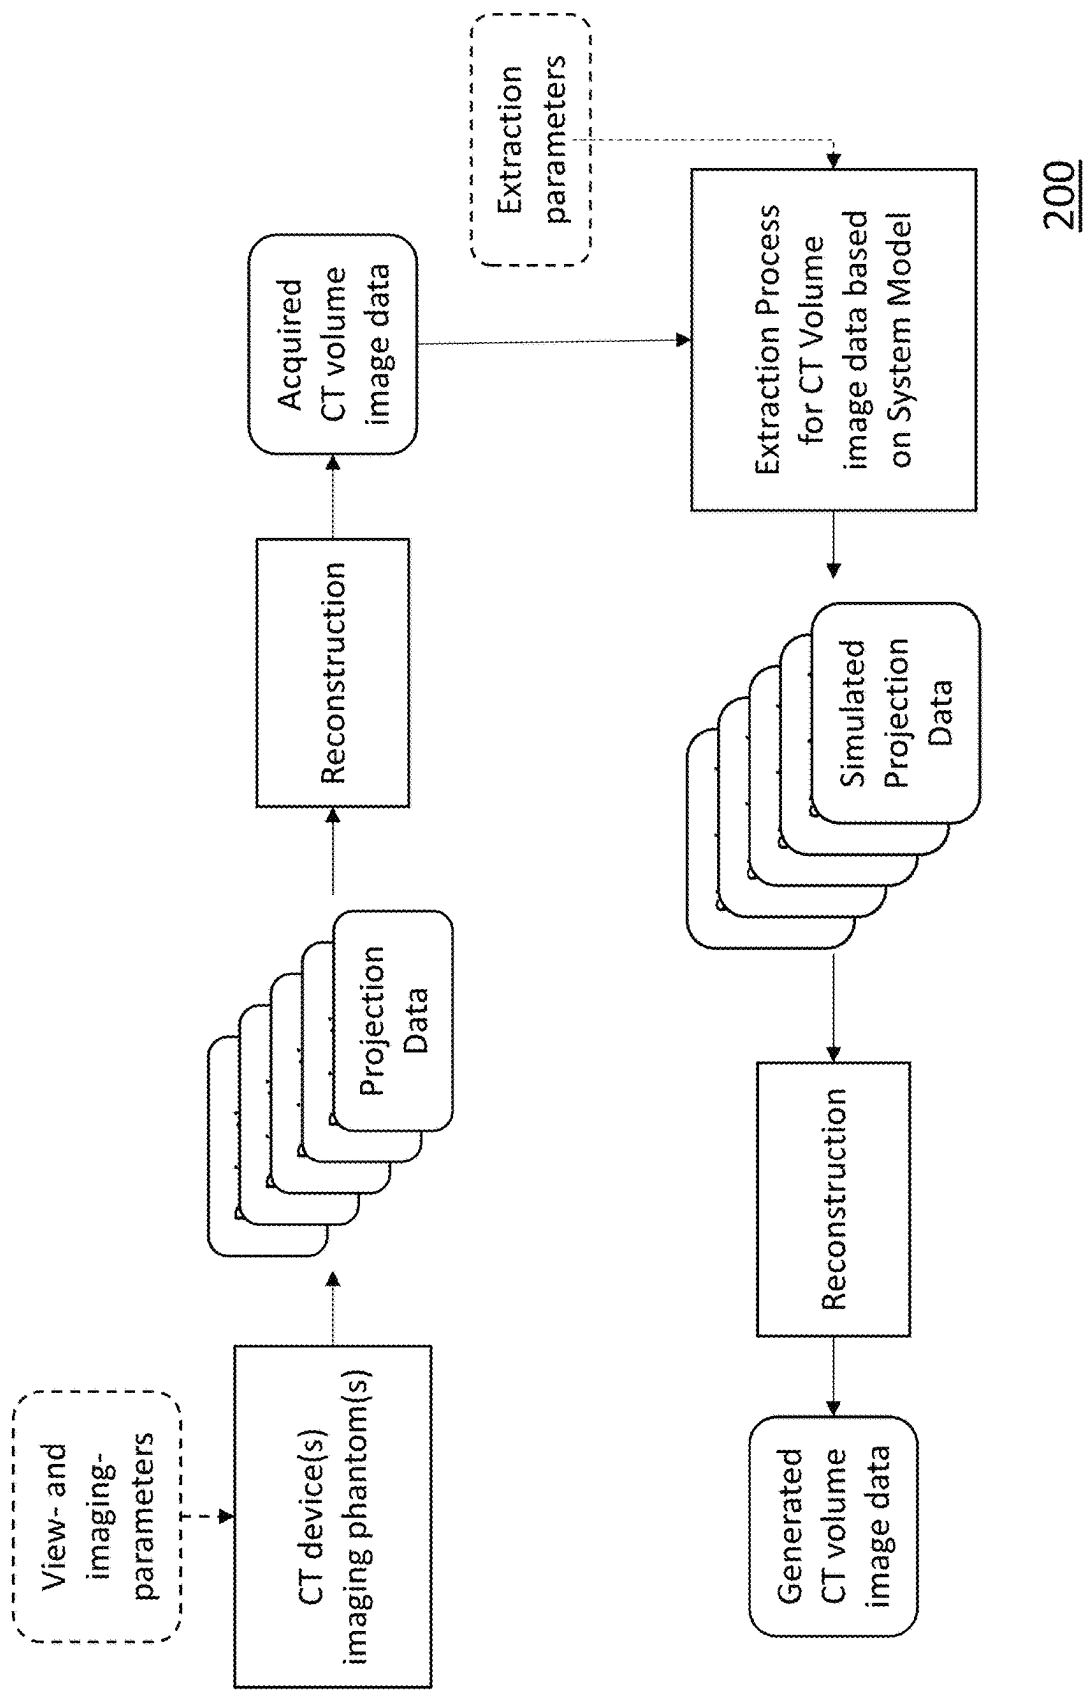 View- and
imaging-
parameters
CT device(s)
imaging phantom(s)
Projection
Data
Reconstruction
Acquired
CT volume
image data
Extraction
parameters
Extraction Process
for CT Volume
image data based
on System Model
Simulated
Projection
Data
Reconstruction
Generated
CT volume
image data
200